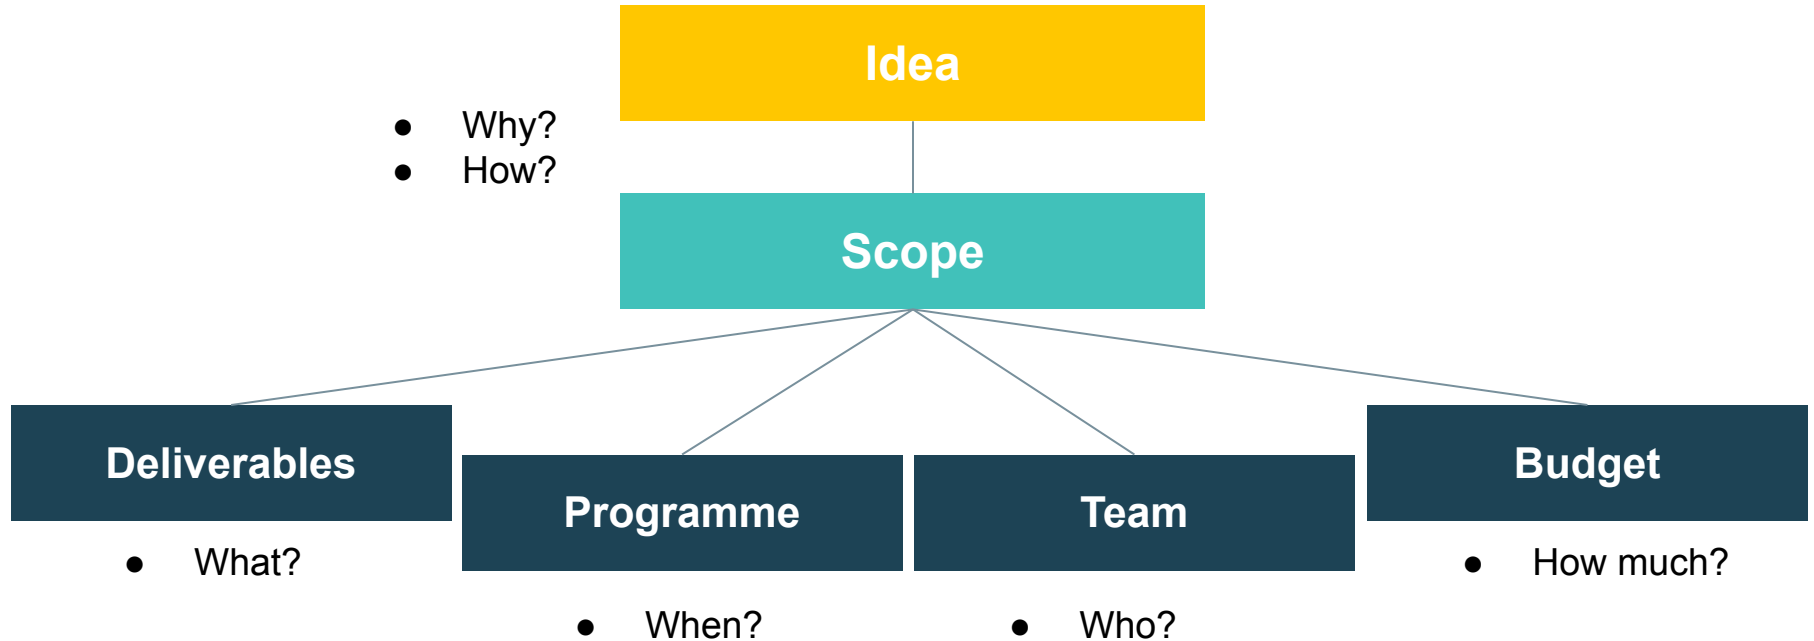 Idea
● Why?
● How?
Scope
Deliverables
● What?
Programme
● When?
Team
● Who?
Budget
● How much?